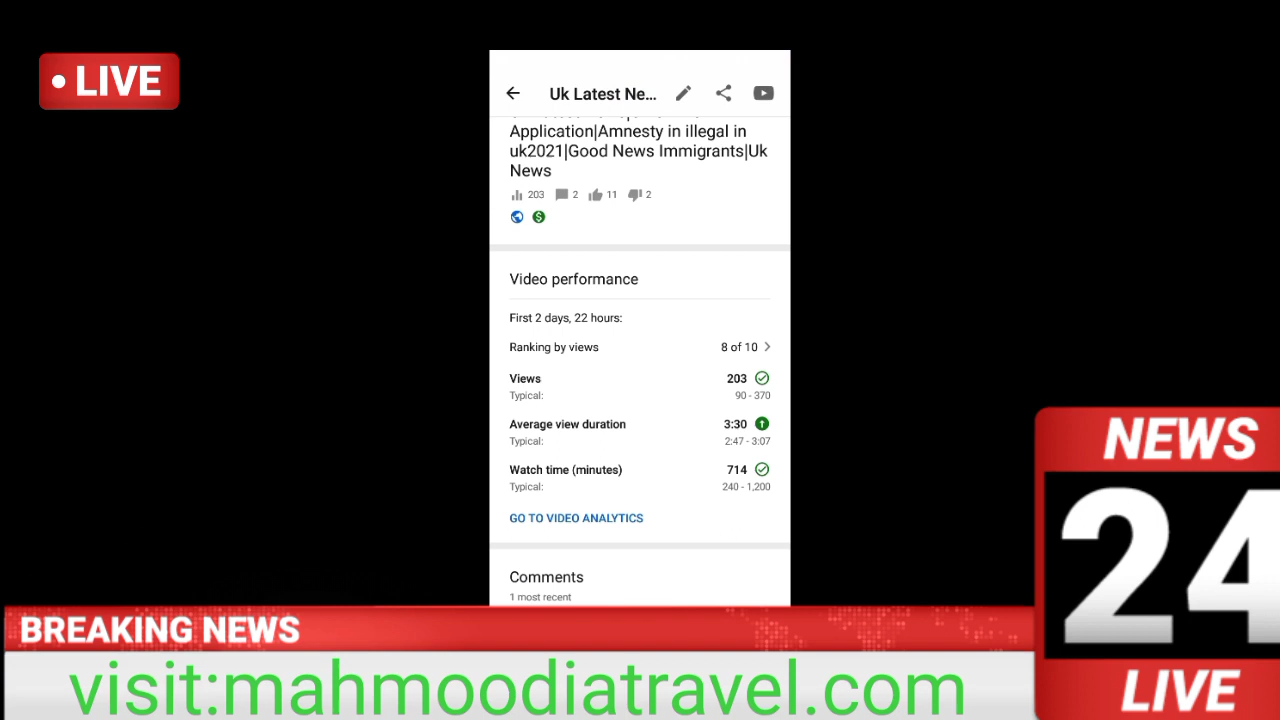 LIVE
Uk Latest Ne...
Application|Amnesty in illegal in
uk2021|Good News Immigrants|Uk
News
203 2 11 2
Video performance
First 2 days, 22 hours:
Ranking by views 8 of 10
Views 203
Typical: 90 - 370
Average view duration 3:30
Typical: 2:47 - 3:07
Watch time (minutes) 714
Typical: 240 - 1,200
GO TO VIDEO ANALYTICS
Comments
1 most recent
NEWS
24
LIVE
BREAKING NEWS
visit:mahmoodiatravel.com